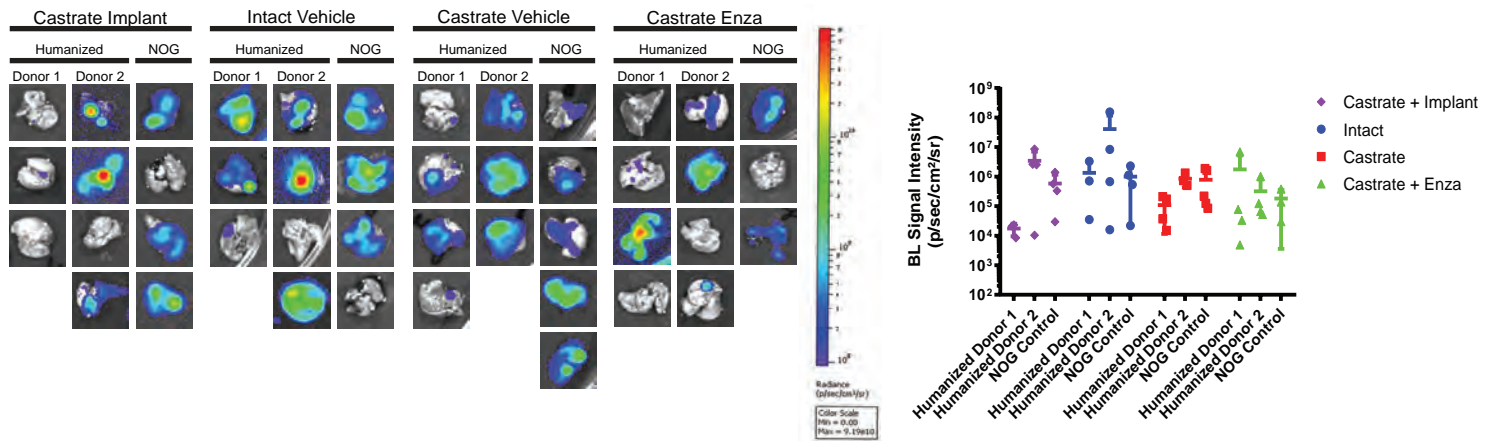 Castrate Implant
Intact Vehicle
Castrate Vehicle
Castrate Enza
Humanized
NOG
Humanized
NOG
Humanized
NOG
Humanized
NOG
Donor 1
Donor 2
Donor 1
Donor 2
Donor 1
Donor 2
Donor 1
Donor 2
Radiance
(p/sec/cm²/sr)
Color Scale
Min = 0.00
Max = 9.19e10
BL Signal Intensity
(p/sec/cm²/sr)
10⁹
10⁸
10⁷
10⁶
10⁵
10⁴
10³
10²
Humanized Donor 1
Humanized Donor 2
NOG Control
Humanized Donor 1
Humanized Donor 2
NOG Control
Humanized Donor 1
Humanized Donor 2
NOG Control
Humanized Donor 1
Humanized Donor 2
NOG Control
Castrate + Implant
Intact
Castrate
Castrate + Enza